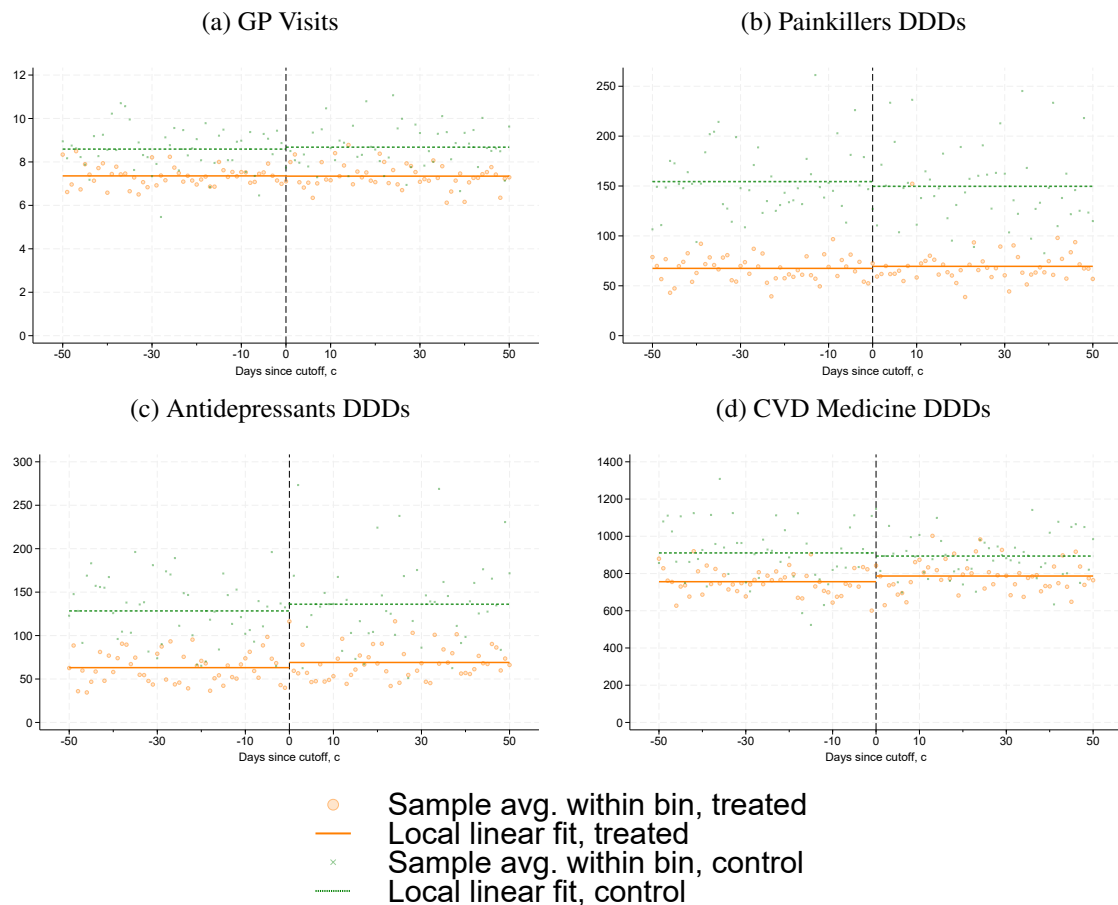 (a) GP Visits
12
10
8
6
4
2
0
-50 -30 -10 0 10 30 50
Days since cutoff, c
(b) Painkillers DDDs
250
200
150
100
50
0
-50 -30 -10 0 10 30 50
Days since cutoff, c
(c) Antidepressants DDDs
300
250
200
150
100
50
0
-50 -30 -10 0 10 30 50
Days since cutoff, c
(d) CVD Medicine DDDs
1400
1200
1000
800
600
400
200
0
-50 -30 -10 0 10 30 50
Days since cutoff, c
Sample avg. within bin, treated
Local linear fit, treated
Sample avg. within bin, control
Local linear fit, control